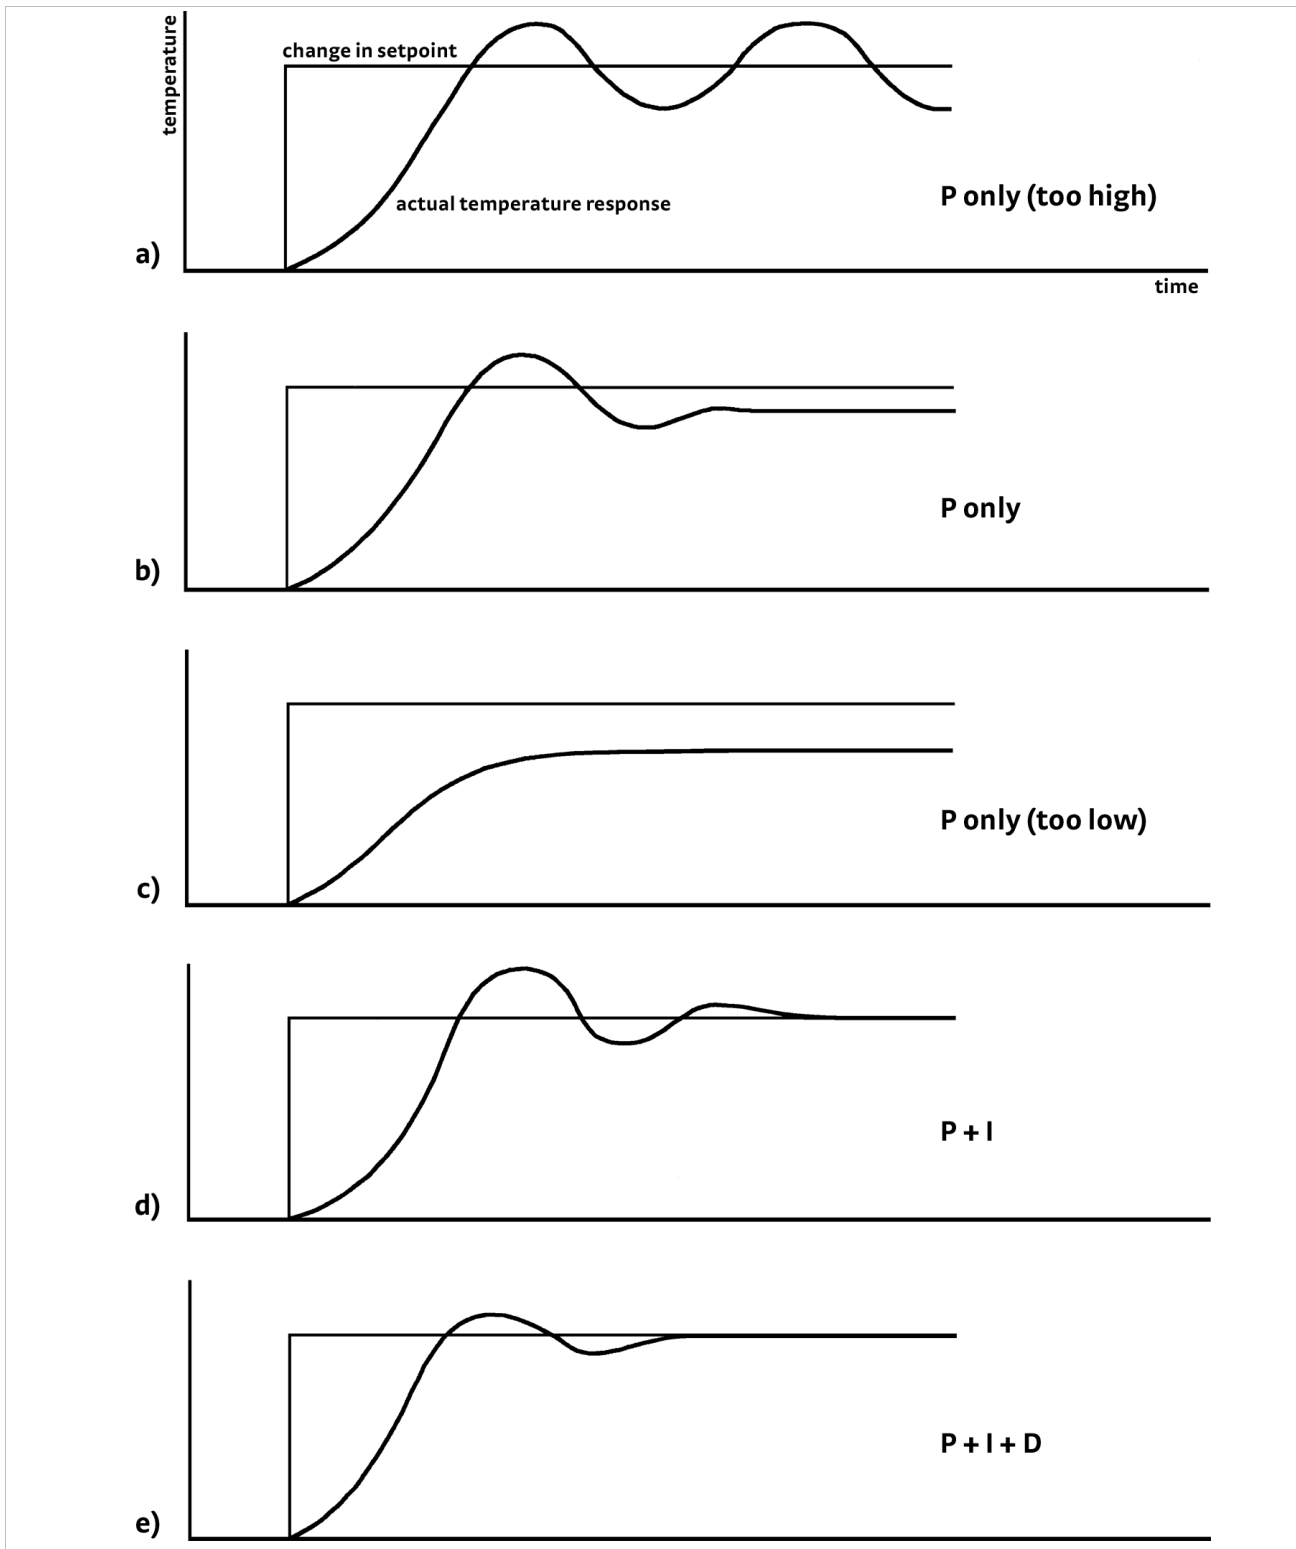 temperature
change in setpoint
actual temperature response
P only (too high)
a)
time
P only
b)
P only (too low)
c)
P + I
d)
P + I + D
e)